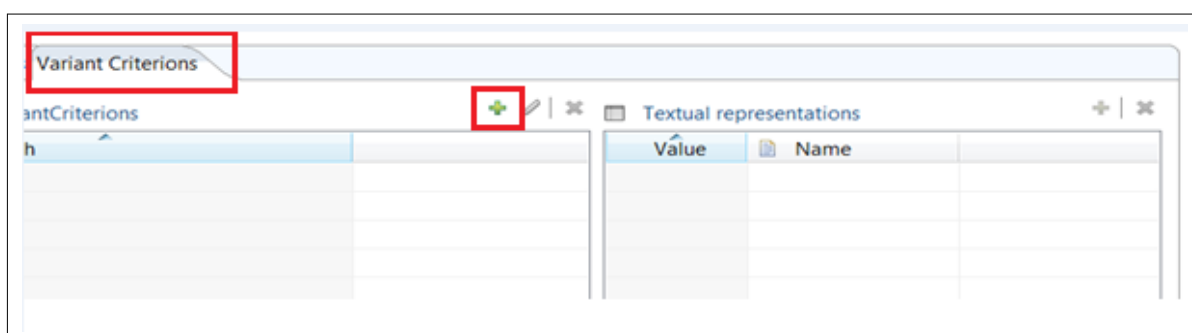 Variant Criterions
antCriterions
Textual representations
h
Value Name